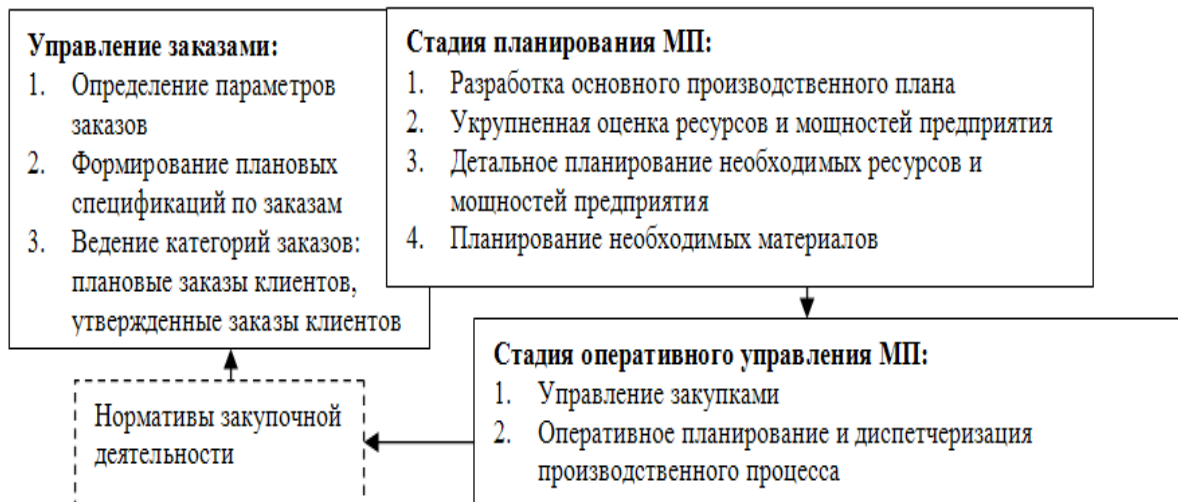 Управление заказами:
1. Определение параметров
заказов
2. Формирование плановых
спецификаций по заказам
3. Ведение категорий заказов:
плановые заказы клиентов,
утвержденные заказы клиентов
Стадия планирования МП:
1. Разработка основного производственного плана
2. Укрупненная оценка ресурсов и мощностей предприятия
3. Детальное планирование необходимых ресурсов и
мощностей предприятия
4. Планирование необходимых материалов
Стадия оперативного управления МП:
1. Управление закупками
2. Оперативное планирование и диспетчеризация
производственного процесса
Нормативы закупочной
деятельности